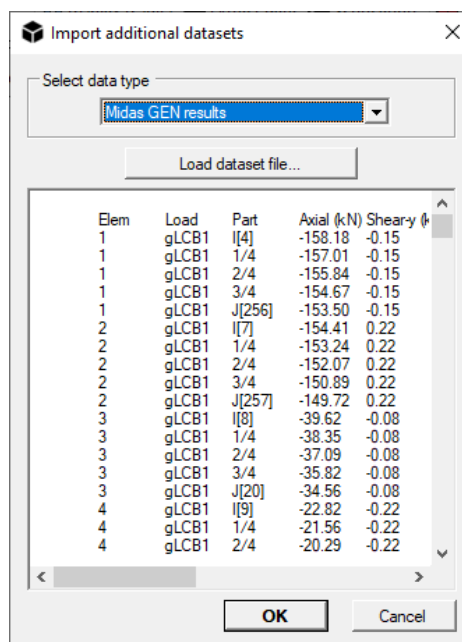 Import additional datasets
Select data type
Midas GEN results
Load dataset file...
Elem Load Part Axial (kN) Shear-y (k
1 gLCB1 I[4] -158.18 -0.15
1 gLCB1 1/4 -157.01 -0.15
1 gLCB1 2/4 -155.84 -0.15
1 gLCB1 3/4 -154.67 -0.15
1 gLCB1 J[256] -153.50 -0.15
2 gLCB1 I[7] -154.41 0.22
2 gLCB1 1/4 -153.24 0.22
2 gLCB1 2/4 -152.07 0.22
2 gLCB1 3/4 -150.89 0.22
2 gLCB1 J[257] -149.72 0.22
3 gLCB1 I[8] -39.62 -0.08
3 gLCB1 1/4 -38.35 -0.08
3 gLCB1 2/4 -37.09 -0.08
3 gLCB1 3/4 -35.82 -0.08
3 gLCB1 J[20] -34.56 -0.08
4 gLCB1 I[9] -22.82 -0.22
4 gLCB1 1/4 -21.56 -0.22
4 gLCB1 2/4 -20.29 -0.22
OK Cancel